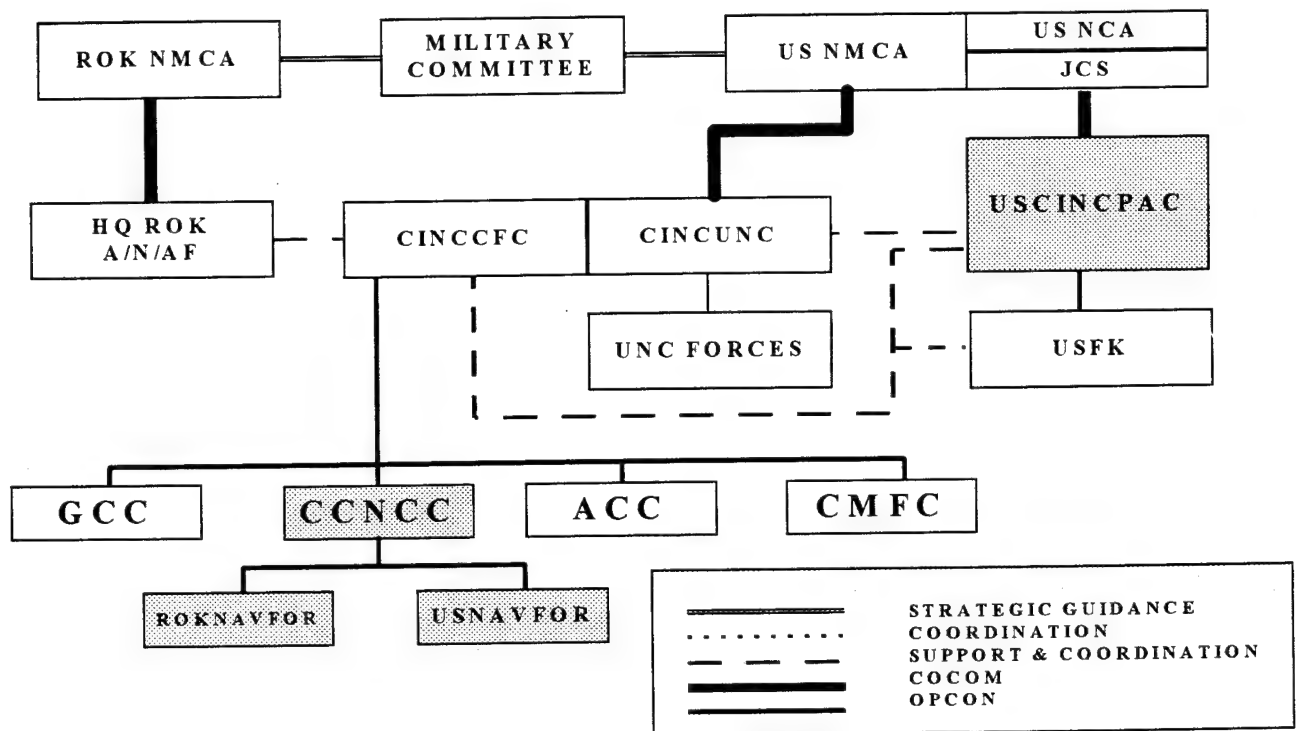 ROK NMCA
MILITARY
COMMITTEE
US NMCA
US NCA
JCS
HQ ROK
A/N/AF
CINCCFC
CINCUNC
USCINCPAC
UNC FORCES
USFK
GCC
CCNCC
ACC
CMFC
ROKNAVFOR
USNAVFOR
STRATEGIC GUIDANCE
COORDINATION
SUPPORT & COORDINATION
COCOM
OPCON